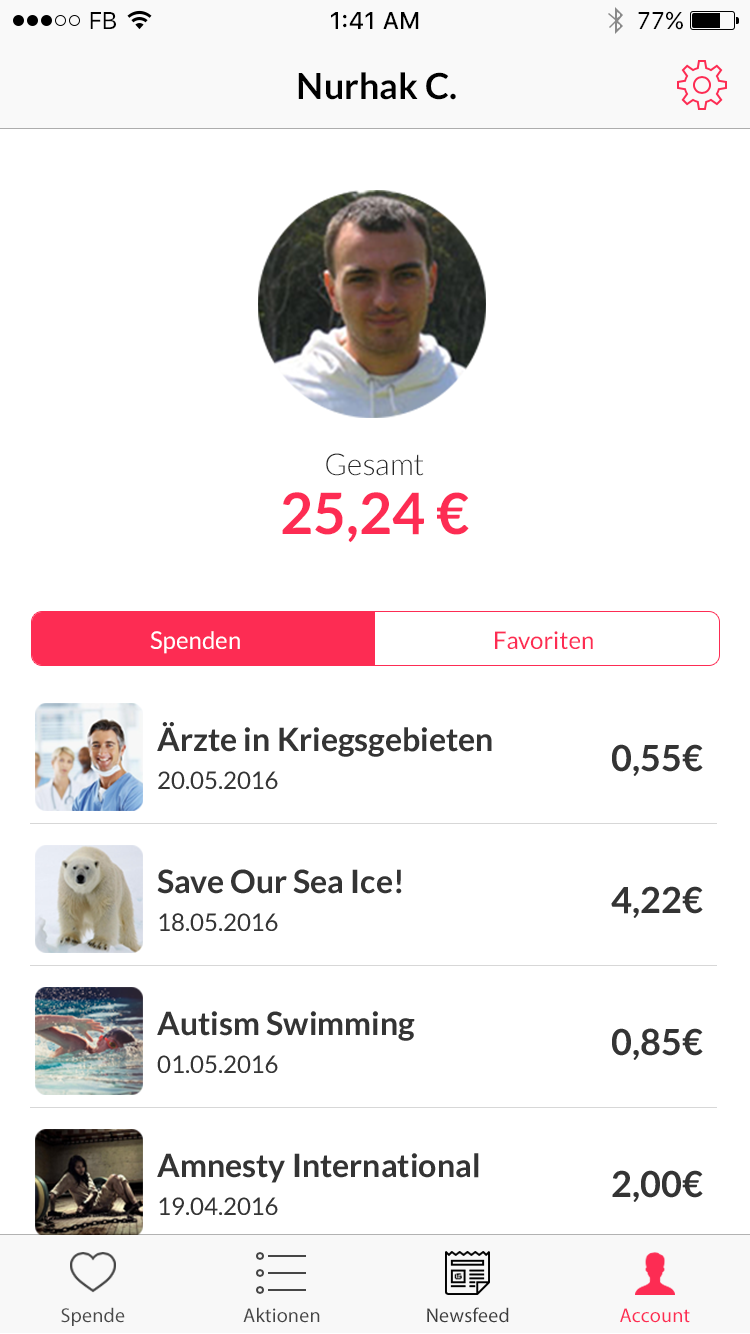 FB 1:41 AM 77%
Nurhak C.
Gesamt
25,24 €
Spenden Favoriten
Ärzte in Kriegsgebieten
20.05.2016
0,55€
Save Our Sea Ice!
18.05.2016
4,22€
Autism Swimming
01.05.2016
0,85€
Amnesty International
19.04.2016
2,00€
Spende Aktionen Newsfeed Account